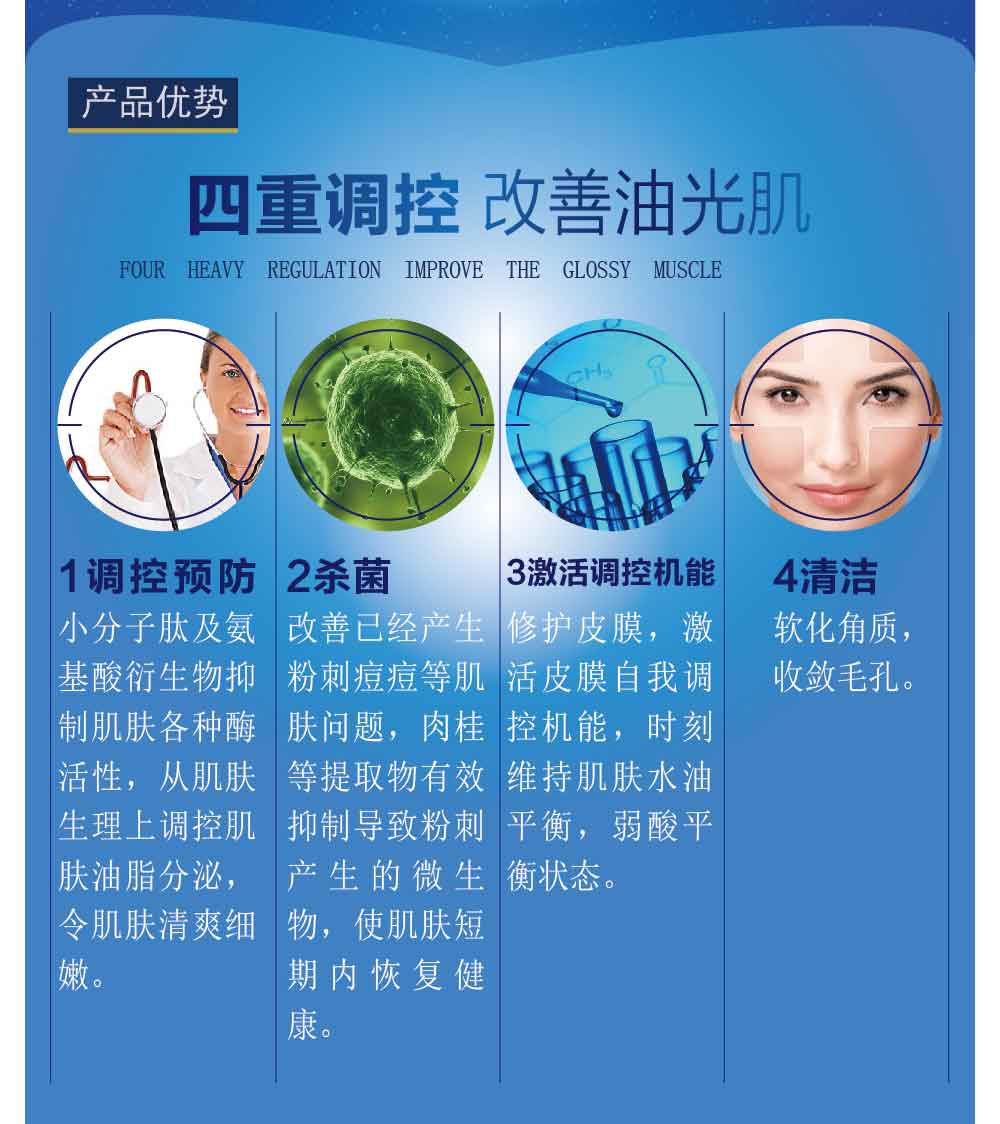 产品优势
四重调控 改善油光肌
FOUR HEAVY REGULATION IMPROVE THE GLOSSY MUSCLE
CH₃
1调控预防
小分子肽及氨
基酸衍生物抑
制肌肤各种酶
活性，从肌肤
生理上调控肌
肤油脂分泌，
令肌肤清爽细
嫩。
2杀菌
改善已经产生
粉刺痘痘等肌
肤问题，肉桂
等提取物有效
抑制导致粉刺
产生的微生
物，使肌肤短
期内恢复健
康。
3激活调控机能
修护皮膜，激
活皮膜自我调
控机能，时刻
维持肌肤水油
平衡，弱酸平
衡状态。
4清洁
软化角质，
收敛毛孔。